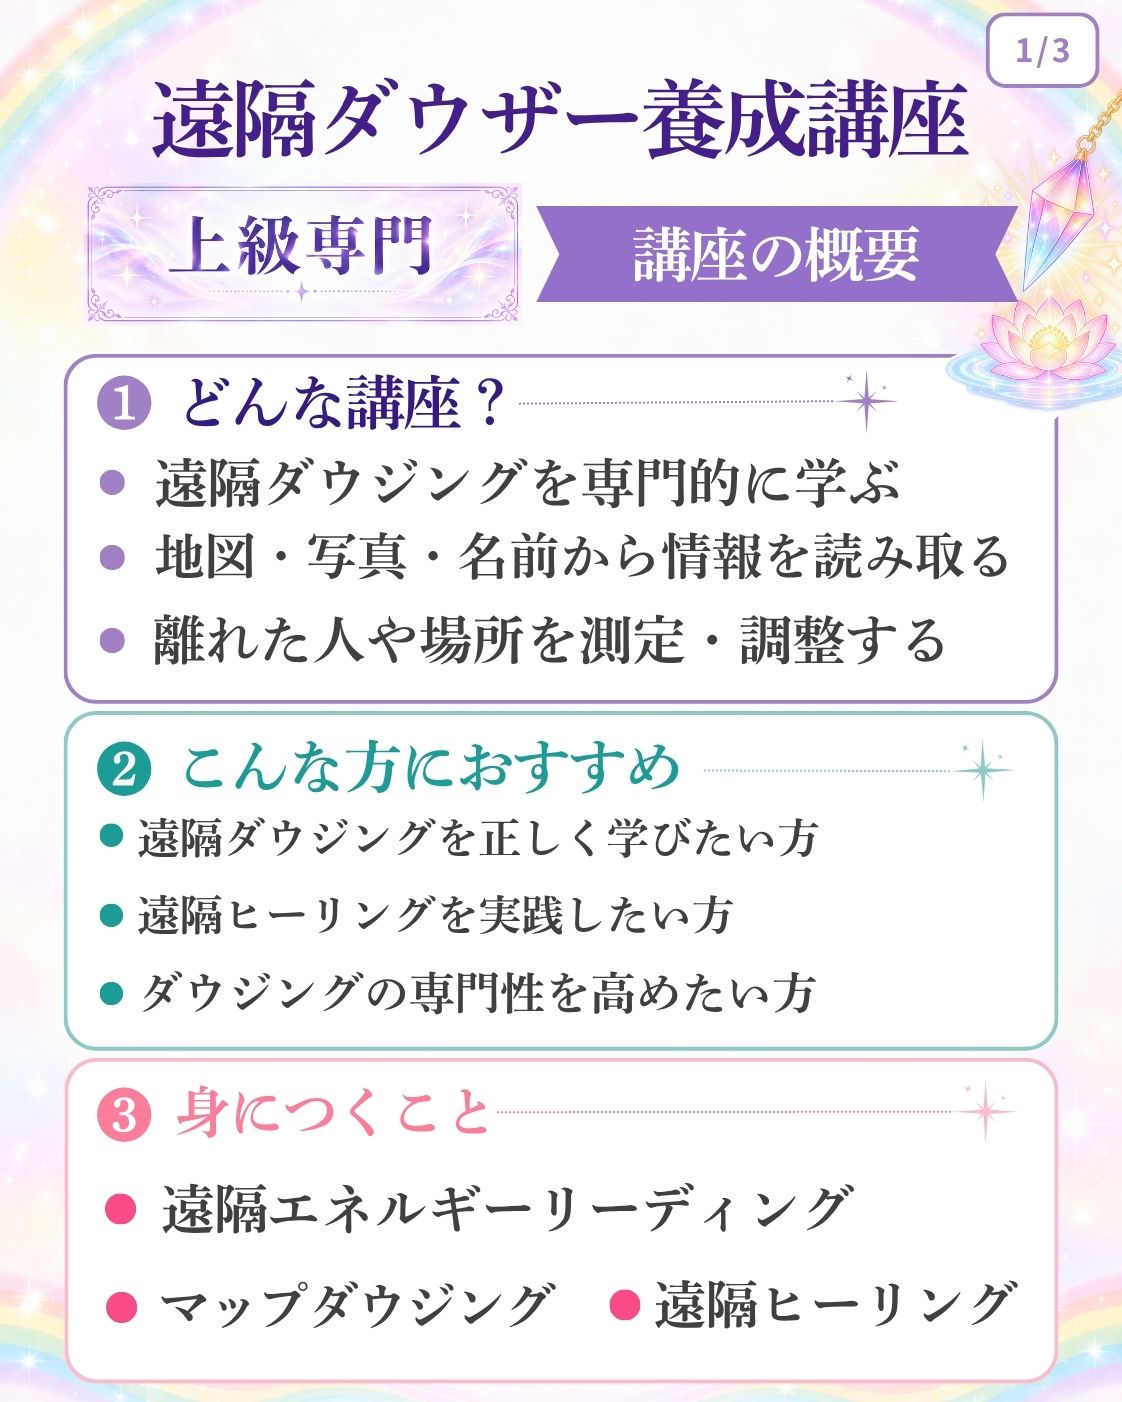 1/3
遠隔ダウザー養成講座
上級専門
講座の概要
1 どんな講座？
遠隔ダウジングを専門的に学ぶ
地図・写真・名前から情報を読み取る
離れた人や場所を測定・調整する
2 こんな方におすすめ
遠隔ダウジングを正しく学びたい方
遠隔ヒーリングを実践したい方
ダウジングの専門性を高めたい方
3 身につくこと
遠隔エネルギーリーディング
マップダウジング
遠隔ヒーリング